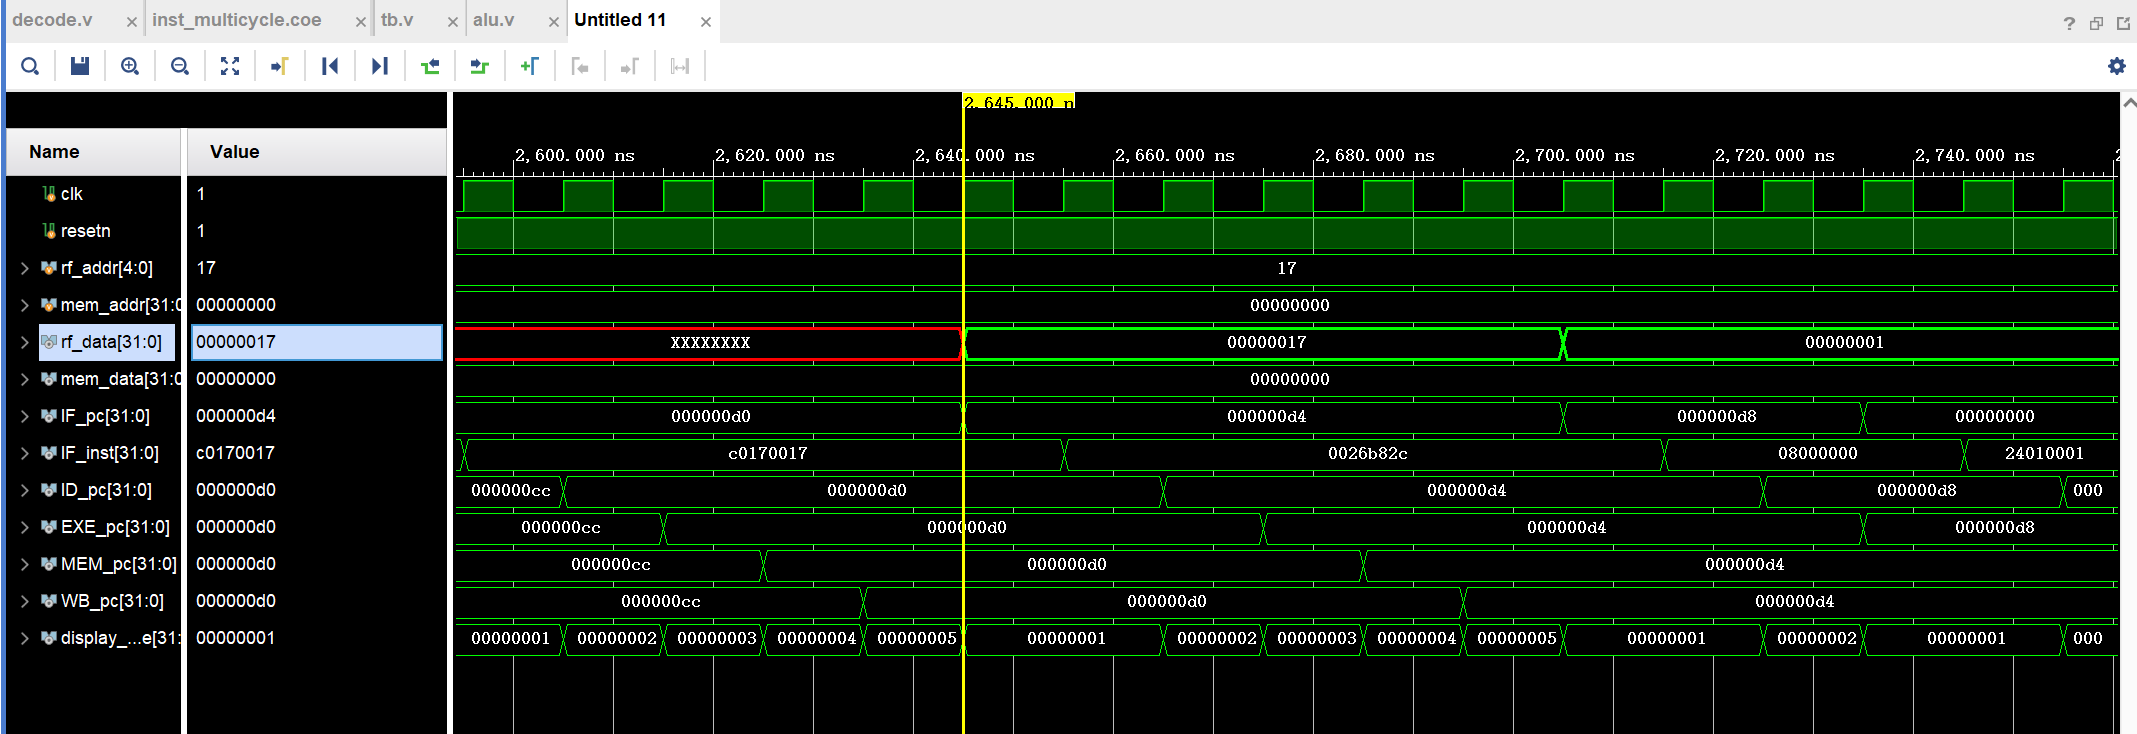 decode.v × inst_multicycle.coe × tb.v × alu.v × Untitled 11 × ?
2,645.000 n
Name Value
2,600.000 ns 2,620.000 ns 2,640.000 ns 2,660.000 ns 2,680.000 ns 2,700.000 ns 2,720.000 ns 2,740.000 ns 2
clk 1
resetn 1
rf_addr[4:0] 17 17
mem_addr[31:0 00000000 00000000
rf_data[31:0] 00000017 XXXXXXXX 00000017 00000001
mem_data[31:0 00000000 00000000
IF_pc[31:0] 000000d4 000000d0 000000d4 000000d8 00000000
IF_inst[31:0] c0170017 c0170017 0026b82c 08000000 24010001
ID_pc[31:0] 000000d0 000000cc 000000d0 000000d4 000000d8 000
EXE_pc[31:0] 000000d0 000000cc 000000d0 000000d4 000000d8
MEM_pc[31:0] 000000d0 000000cc 000000d0 000000d4
WB_pc[31:0] 000000d0 000000cc 000000d0 000000d4
display_...e[31: 00000001 00000001 00000002 00000003 00000004 00000005 00000001 00000002 00000003 00000004 00000005 00000001 00000002 00000001 000